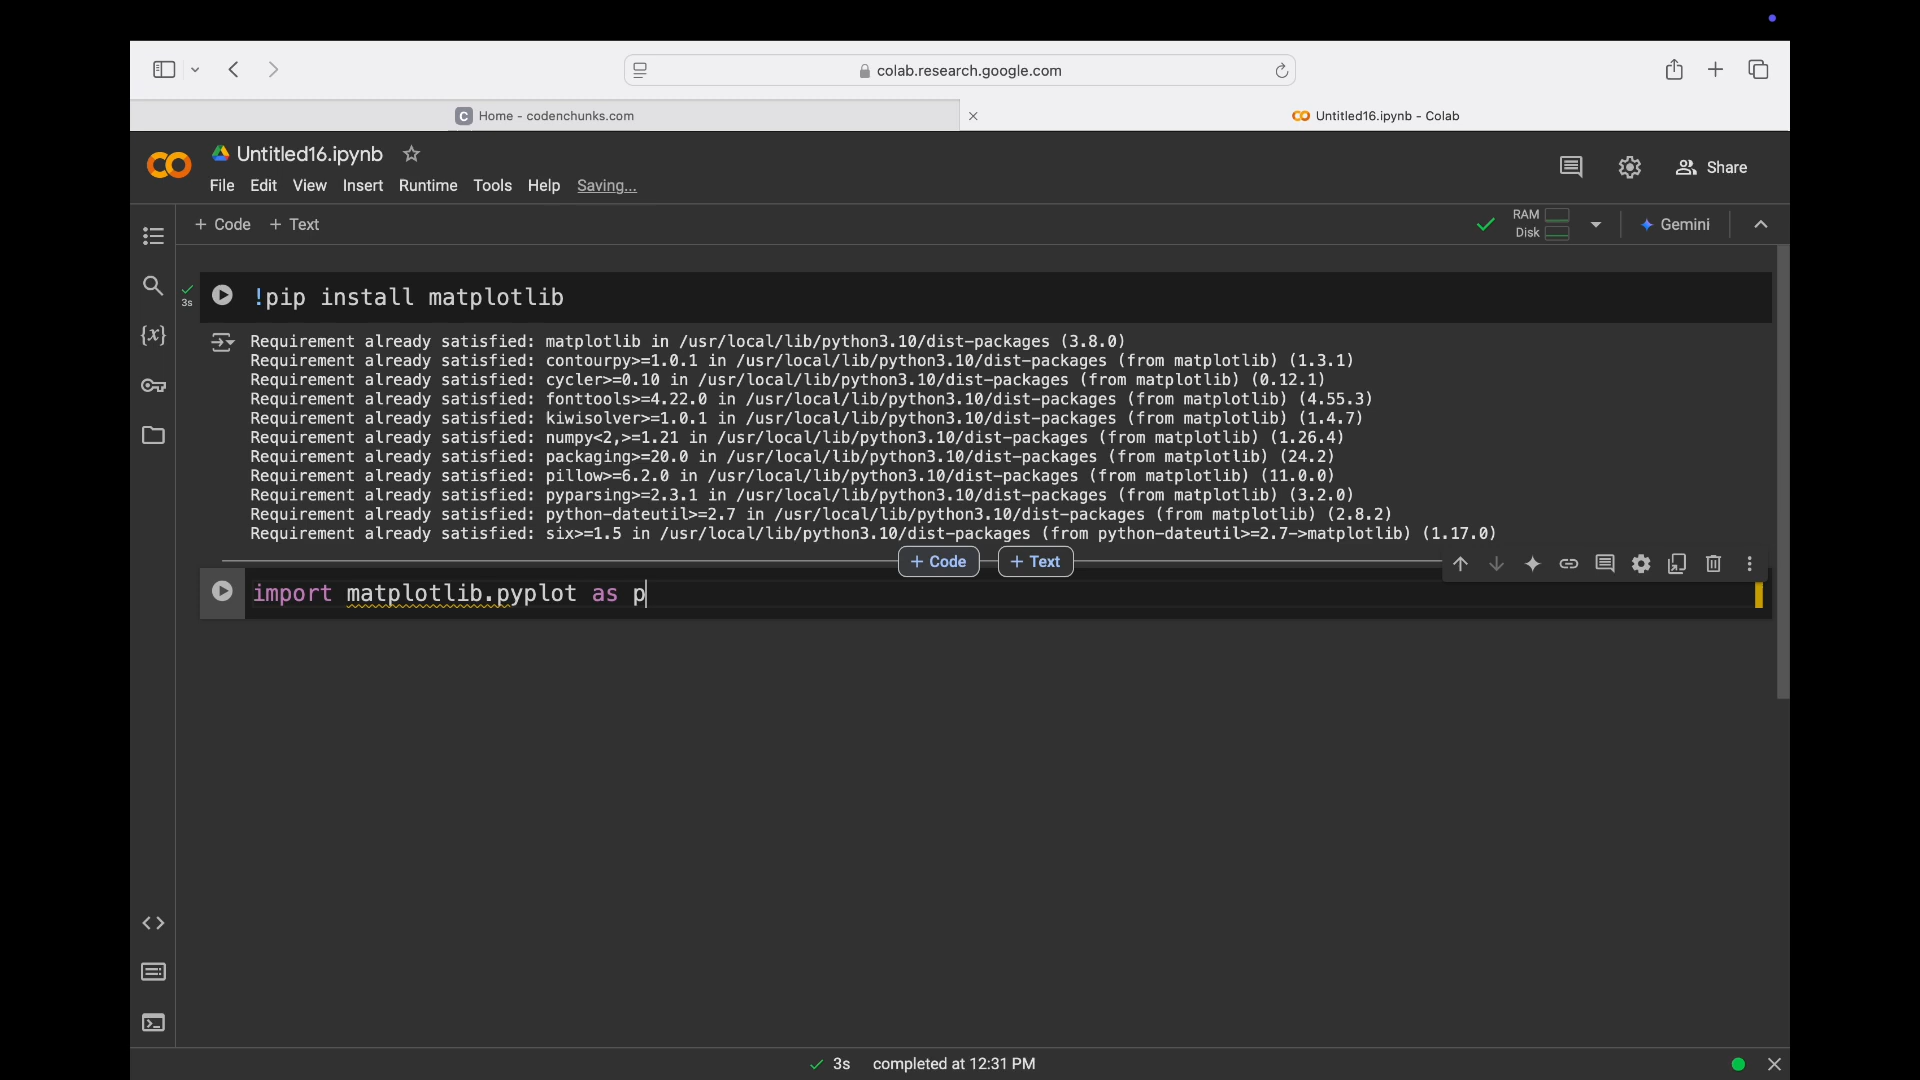 colab.research.google.com
C Home - codenchunks.com
Untitled16.ipynb - Colab
Untitled16.ipynb
File Edit View Insert Runtime Tools Help Saving...
Share
+ Code + Text
RAM
Disk
Gemini
3s
!pip install matplotlib
{x}
Requirement already satisfied: matplotlib in /usr/local/lib/python3.10/dist-packages (3.8.0)
Requirement already satisfied: contourpy>=1.0.1 in /usr/local/lib/python3.10/dist-packages (from matplotlib) (1.3.1)
Requirement already satisfied: cycler>=0.10 in /usr/local/lib/python3.10/dist-packages (from matplotlib) (0.12.1)
Requirement already satisfied: fonttools>=4.22.0 in /usr/local/lib/python3.10/dist-packages (from matplotlib) (4.55.3)
Requirement already satisfied: kiwisolver>=1.0.1 in /usr/local/lib/python3.10/dist-packages (from matplotlib) (1.4.7)
Requirement already satisfied: numpy<2,>=1.21 in /usr/local/lib/python3.10/dist-packages (from matplotlib) (1.26.4)
Requirement already satisfied: packaging>=20.0 in /usr/local/lib/python3.10/dist-packages (from matplotlib) (24.2)
Requirement already satisfied: pillow>=6.2.0 in /usr/local/lib/python3.10/dist-packages (from matplotlib) (11.0.0)
Requirement already satisfied: pyparsing>=2.3.1 in /usr/local/lib/python3.10/dist-packages (from matplotlib) (3.2.0)
Requirement already satisfied: python-dateutil>=2.7 in /usr/local/lib/python3.10/dist-packages (from matplotlib) (2.8.2)
Requirement already satisfied: six>=1.5 in /usr/local/lib/python3.10/dist-packages (from python-dateutil>=2.7->matplotlib) (1.17.0)
+ Code + Text
import matplotlib.pyplot as p
3s completed at 12:31 PM